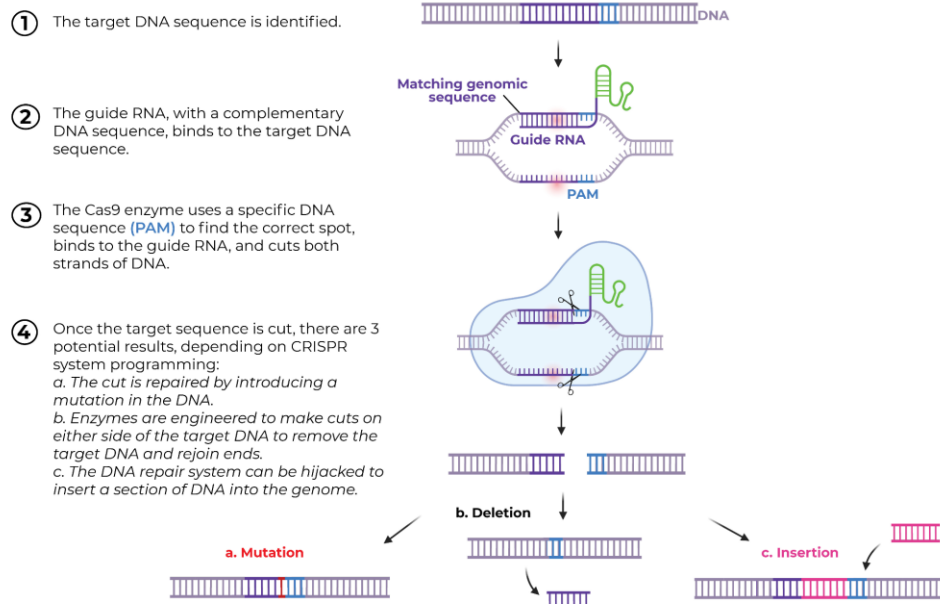 1 The target DNA sequence is identified.
DNA
Matching genomic
sequence
2 The guide RNA, with a complementary
DNA sequence, binds to the target DNA
sequence.
Guide RNA
PAM
3 The Cas9 enzyme uses a specific DNA
sequence (PAM) to find the correct spot,
binds to the guide RNA, and cuts both
strands of DNA.
4 Once the target sequence is cut, there are 3
potential results, depending on CRISPR
system programming:
a. The cut is repaired by introducing a
mutation in the DNA.
b. Enzymes are engineered to make cuts on
either side of the target DNA to remove the
target DNA and rejoin ends.
c. The DNA repair system can be hijacked to
insert a section of DNA into the genome.
b. Deletion
a. Mutation
c. Insertion